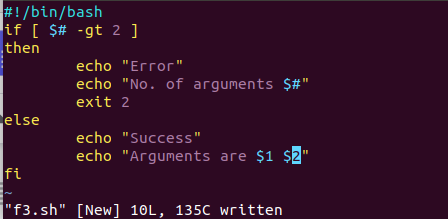 #!/bin/bash
if [ $# -gt 2 ]
then
        echo "Error"
        echo "No. of arguments $#"
        exit 2
else
        echo "Success"
        echo "Arguments are $1 $2"
fi
~
"f3.sh" [New] 10L, 135C written